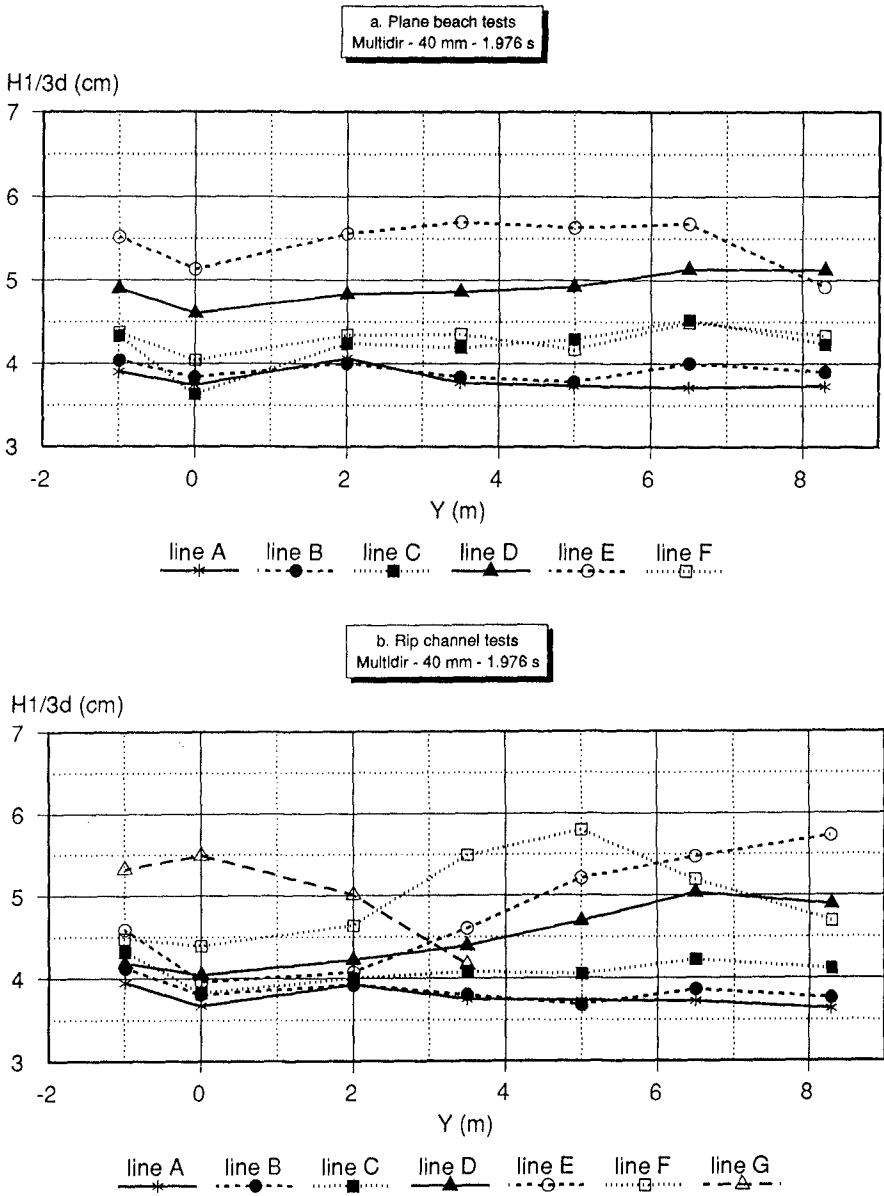 a. Plane beach tests
Multidir - 40 mm - 1.976 s
H1/3d (cm)
7
6
5
4
3
-2 0 2 4 6 8
Y (m)
line A line B line C line D line E line F
b. Rip channel tests
Multidir - 40 mm - 1.976 s
H1/3d (cm)
7
6
5
4
3
-2 0 2 4 6 8
Y (m)
line A line B line C line D line E line F line G